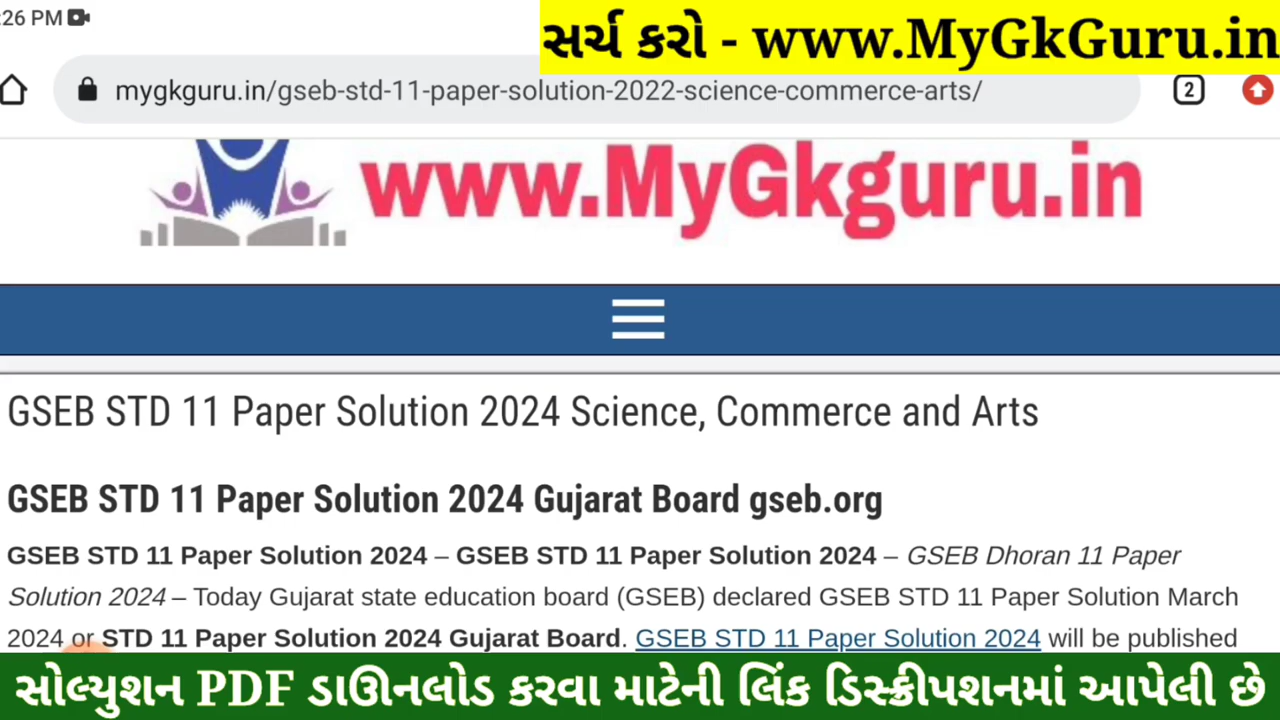 :26 PM
સર્ચ કરો - www.MyGkGuru.in
mygkguru.in/gseb-std-11-paper-solution-2022-science-commerce-arts/
2
www.MyGkguru.in
GSEB STD 11 Paper Solution 2024 Science, Commerce and Arts
GSEB STD 11 Paper Solution 2024 Gujarat Board gseb.org
GSEB STD 11 Paper Solution 2024 – GSEB STD 11 Paper Solution 2024 – GSEB Dhoran 11 Paper
Solution 2024 – Today Gujarat state education board (GSEB) declared GSEB STD 11 Paper Solution March
2024 or STD 11 Paper Solution 2024 Gujarat Board. GSEB STD 11 Paper Solution 2024 will be published
સોલ્યુશન PDF ડાઊનલોડ કરવા માટેની લિંક ડિસ્ક્રીપશનમાં આપેલી છે